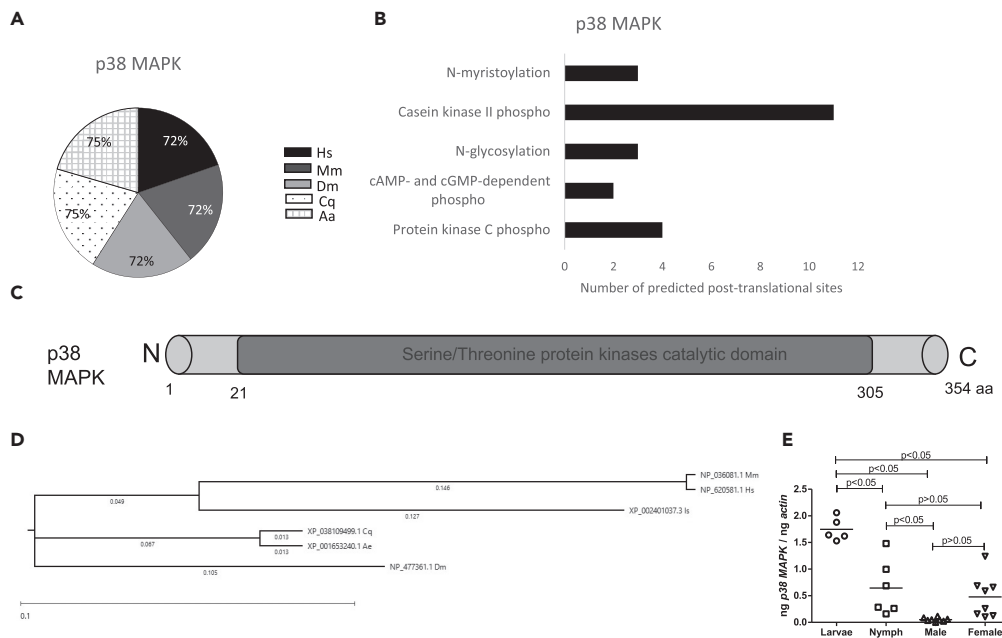 A
p38 MAPK
72%
72%
72%
75%
75%
Hs
Mm
Dm
Cq
Aa
B
p38 MAPK
N-myristoylation
Casein kinase II phospho
N-glycosylation
cAMP- and cGMP-dependent
phospho
Protein kinase C phospho
0 2 4 6 8 10 12
Number of predicted post-translational sites
C
p38
MAPK
N
Serine/Threonine protein kinases catalytic domain
C
1
21
305
354 aa
D
0.049
0.146
NP_036081.1 Mm
NP_620581.1 Hs
0.127
XP_002401037.3 Is
0.067
0.013
XP_038109499.1 Cq
0.013
XP_001653240.1 Ae
0.105
NP_477361.1 Dm
0.1
E
p<0.05
p<0.05
p<0.05
p>0.05
p<0.05
p>0.05
ng p38 MAPK / ng actin
2.5
2.0
1.5
1.0
0.5
0.0
Larvae Nymph Male Female